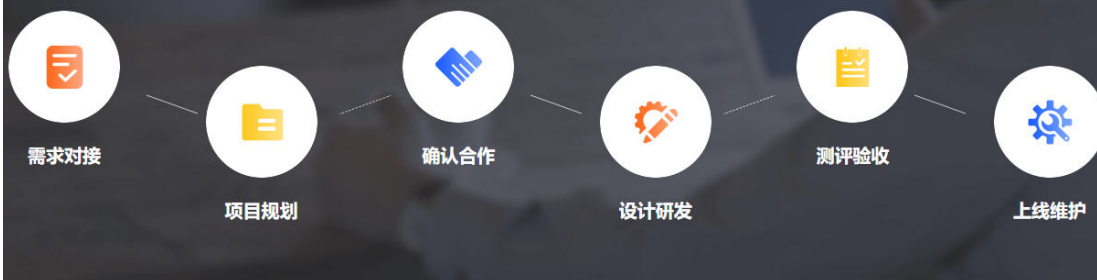 需求对接
项目规划
确认合作
设计研发
测评验收
上线维护